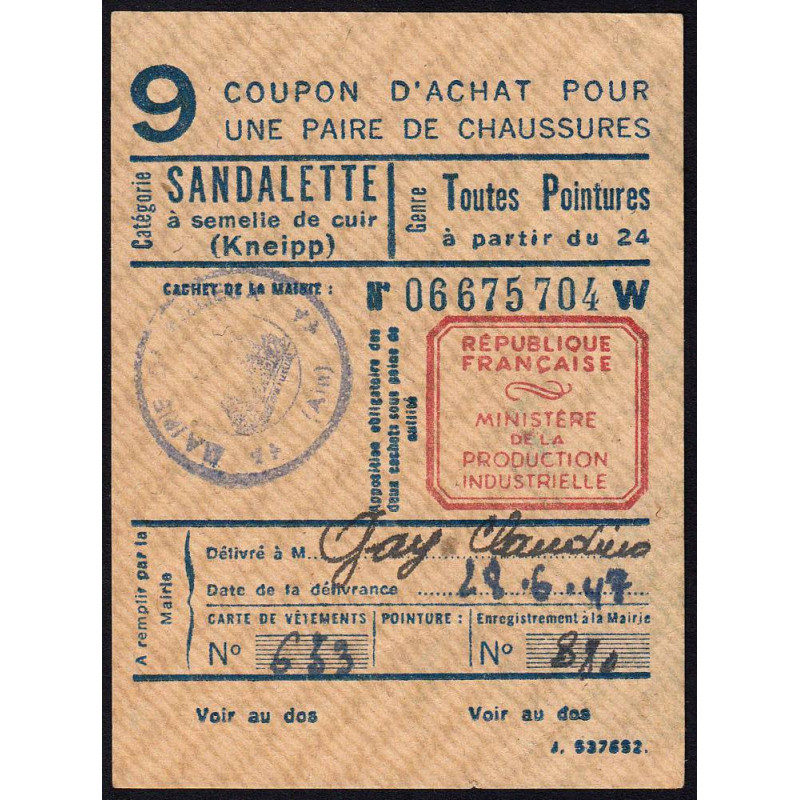 9 COUPON D'ACHAT POUR
UNE PAIRE DE CHAUSSURES
Catégorie
SANDALETTE
à semelle de cuir
(Kneipp)
Genre
Toutes Pointures
à partir du 24
CACHET DE LA MAIRIE :
MAIRIE
(Ain)
N° 06675704 W
Apposition obligatoire des
deux cachets sous peine de
nullité
RÉPUBLIQUE
FRANÇAISE
MINISTÈRE
DE LA
PRODUCTION
INDUSTRIELLE
A remplir par la
Mairie
Délivré à M. Gay Claudius
Date de la délivrance 28.6.47
CARTE DE VÊTEMENTS
N° 633
POINTURE :
Enregistrement à la Mairie
N°
Voir au dos Voir au dos
J. 537652.